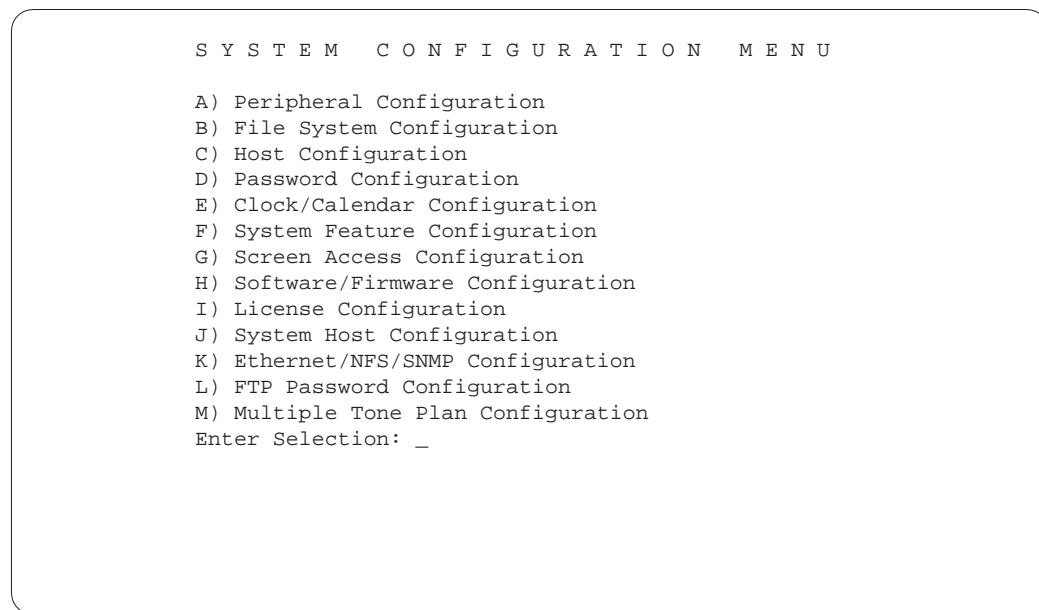 S Y S T E M   C O N F I G U R A T I O N   M E N U
A) Peripheral Configuration
B) File System Configuration
C) Host Configuration
D) Password Configuration
E) Clock/Calendar Configuration
F) System Feature Configuration
G) Screen Access Configuration
H) Software/Firmware Configuration
I) License Configuration
J) System Host Configuration
K) Ethernet/NFS/SNMP Configuration
L) FTP Password Configuration
M) Multiple Tone Plan Configuration
Enter Selection: _